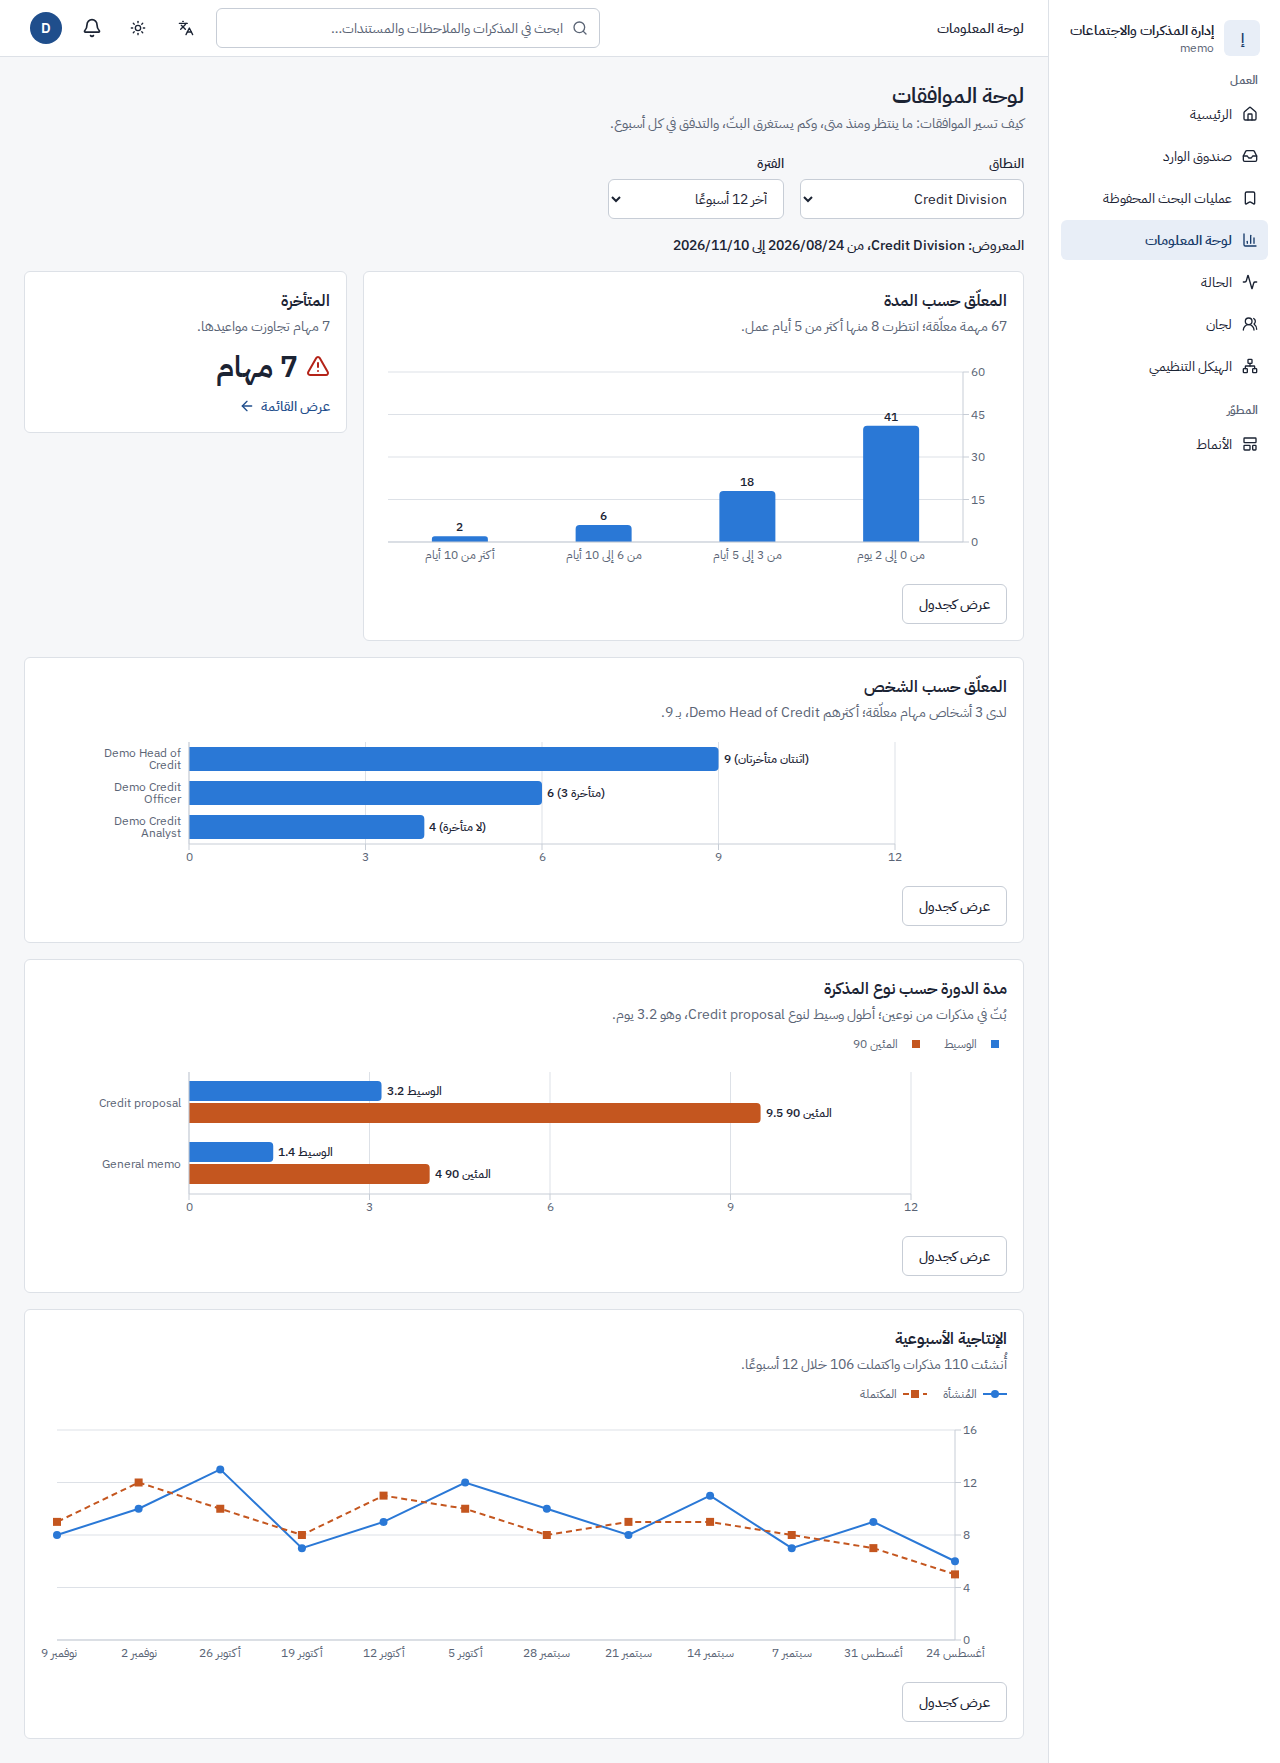 إدارة المذكرات والاجتماعات
memo
إ
العمل
الرئيسية
صندوق الوارد
عمليات البحث المحفوظة
لوحة المعلومات
الحالة
لجان
الهيكل التنظيمي
المطوّر
الأنماط
لوحة المعلومات
ابحث في المذكرات والملاحظات والمستندات...
D
لوحة الموافقات
كيف تسير الموافقات: ما ينتظر ومنذ متى، وكم يستغرق البتّ، والتدفق في كل أسبوع.
النطاق
الفترة
Credit Division
آخر 12 أسبوعًا
المعروض: Credit Division، من 2026/08/24 إلى 2026/11/10
المعلّق حسب المدة
67 مهمة معلّقة؛ انتظرت 8 منها أكثر من 5 أيام عمل.
60
45
30
15
0
41
18
6
2
من 0 إلى 2 يوم
من 3 إلى 5 أيام
من 6 إلى 10 أيام
أكثر من 10 أيام
عرض كجدول
المتأخرة
7 مهام تجاوزت مواعيدها.
7 مهام
عرض القائمة
المعلّق حسب الشخص
لدى 3 أشخاص مهام معلّقة؛ أكثرهم Demo Head of Credit، بـ 9.
Demo Head of Credit
9 (اثنتان متأخرتان)
Demo Credit Officer
6 (3 متأخرة)
Demo Credit Analyst
4 (لا متأخرة)
0 3 6 9 12
عرض كجدول
مدة الدورة حسب نوع المذكرة
بُتّ في مذكرات من نوعين؛ أطول وسيط لنوع Credit proposal، وهو 3.2 يوم.
الوسيط
المئين 90
Credit proposal
الوسيط 3.2
المئين 90 9.5
General memo
الوسيط 1.4
المئين 90 4
0 3 6 9 12
عرض كجدول
الإنتاجية الأسبوعية
أُنشئت 110 مذكرات واكتملت 106 خلال 12 أسبوعًا.
المُنشأة
المكتملة
16
12
8
4
0
24 أغسطس
31 أغسطس
7 سبتمبر
14 سبتمبر
21 سبتمبر
28 سبتمبر
5 أكتوبر
12 أكتوبر
19 أكتوبر
26 أكتوبر
2 نوفمبر
9 نوفمبر
عرض كجدول